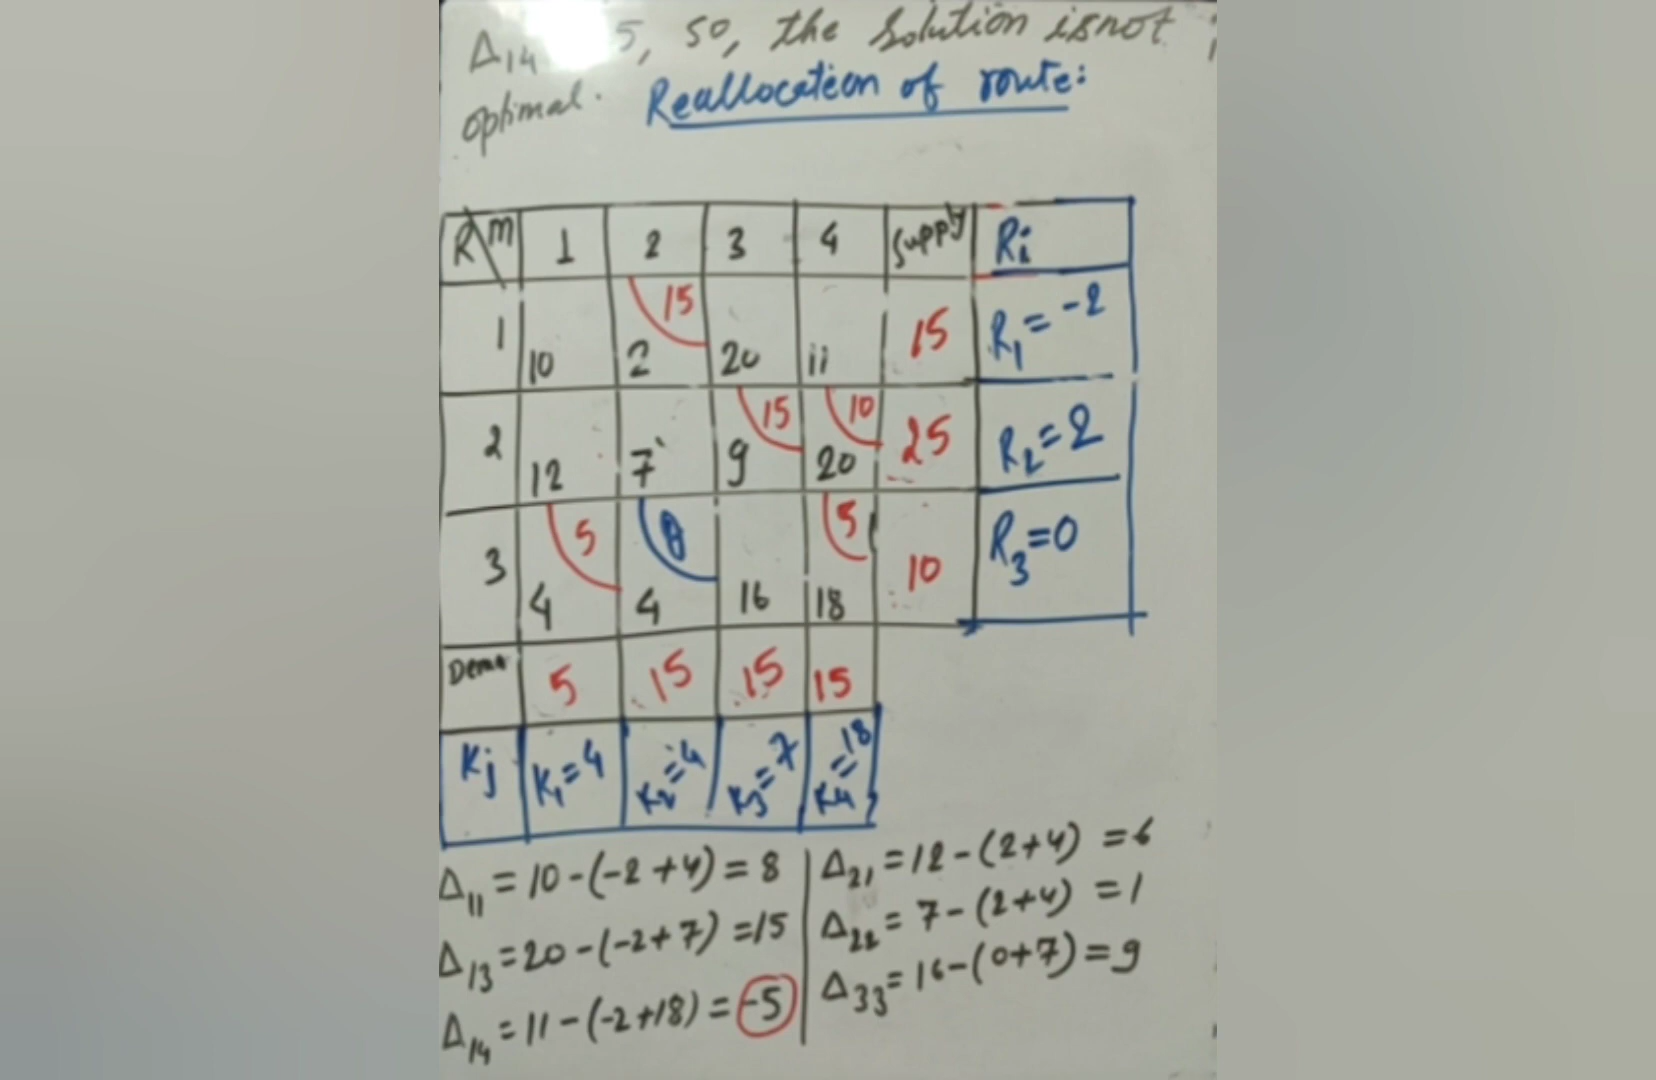 Δ14 5, so, the solution is not
optimal. Reallocation of route:
R\m 1 2 3 4 Supply Ri
15
1 10 2 20 11 15 R1 = -2
15 10
2 12 7 9 20 25 R2 = 2
5 θ 5
3 4 4 16 18 10 R3 = 0
5 15 15 15
Kj K1 = 4 K2 = 4 K3 = 7 K4 = 18
Δ11 = 10 - (-2 + 4) = 8
Δ13 = 20 - (-2 + 7) = 15
Δ14 = 11 - (-2 + 18) = -5
Δ21 = 12 - (2 + 4) = 6
Δ22 = 7 - (2 + 4) = 1
Δ33 = 16 - (0 + 7) = 9